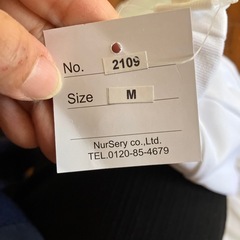 No. 2109
Size M
NurSery co.,Ltd.
TEL.0120-85-4679